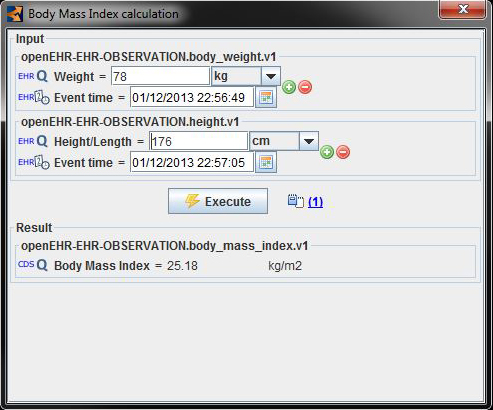 Body Mass Index calculation
Input
openEHR-EHR-OBSERVATION.body_weight.v1
EHR Weight = 78 kg
EHR Event time = 01/12/2013 22:56:49
openEHR-EHR-OBSERVATION.height.v1
EHR Height/Length = 176 cm
EHR Event time = 01/12/2013 22:57:05
Execute (1)
Result
openEHR-EHR-OBSERVATION.body_mass_index.v1
CDS Body Mass Index = 25.18 kg/m2